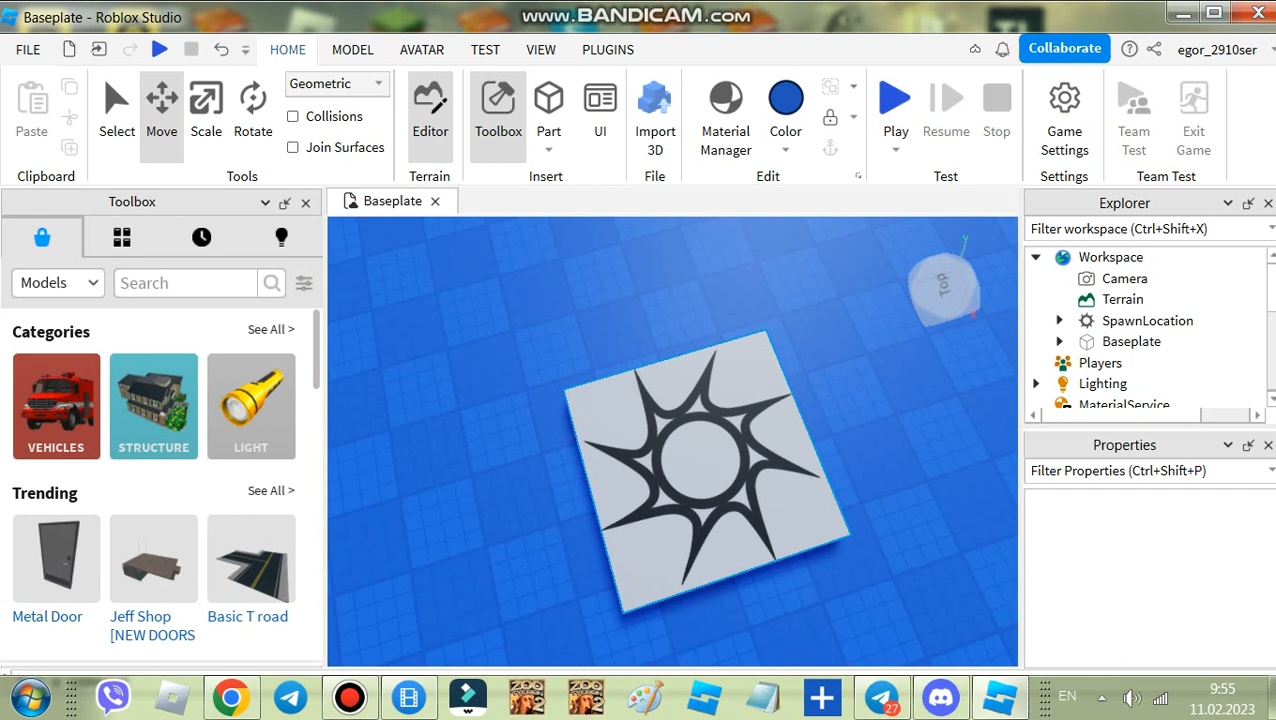 Baseplate - Roblox Studio
www.BANDICAM.com
FILE HOME MODEL AVATAR TEST VIEW PLUGINS Collaborate egor_2910ser
Paste Select Move Scale Rotate Geometric Collisions Join Surfaces Editor Toolbox Part UI Import 3D Material Manager Color Play Resume Stop Game Settings Team Test Exit Game
Clipboard Tools Terrain Insert File Edit Test Settings Team Test
Toolbox
Baseplate
Explorer
Filter workspace (Ctrl+Shift+X)
Models Search
Workspace
Camera
Terrain
SpawnLocation
Baseplate
Players
Lighting
MaterialService
Categories See All >
VEHICLES STRUCTURE LIGHT
Top
y
Properties
Filter Properties (Ctrl+Shift+P)
Trending See All >
Metal Door Jeff Shop [NEW DOORS Basic T road
ZOO 2 ZOO 2 27 EN 9:55
11.02.2023